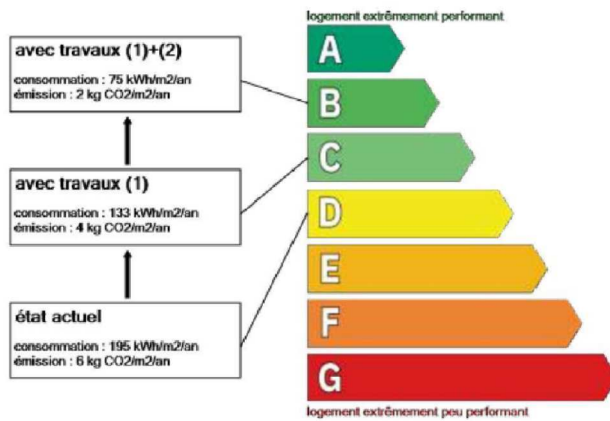 logement extrêmement performant
avec travaux (1)+(2)
consommation : 75 kWh/m2/an
émission : 2 kg CO2/m2/an
avec travaux (1)
consommation : 133 kWh/m2/an
émission : 4 kg CO2/m2/an
état actuel
consommation : 195 kWh/m2/an
émission : 6 kg CO2/m2/an
A
B
C
D
E
F
G
logement extrêmement peu performant